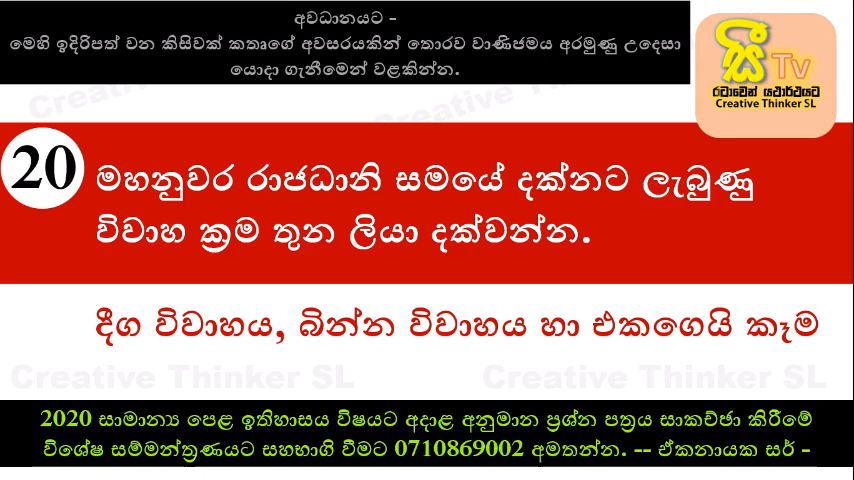 අවධානයට -
මෙහි ඉදිරිපත් වන කිසිවක් කතෘගේ අවසරයකින් තොරව වාණිජමය අරමුණු උදෙසා
යොදා ගැනීමෙන් වළකින්න.
සී Tv
රටාවෙන් යථාර්ථයට
Creative Thinker SL
20
මහනුවර රාජධානි සමයේ දක්නට ලැබුණු
විවාහ ක්‍රම තුන ලියා දක්වන්න.
දීග විවාහය, බින්න විවාහය හා එකගෙයි කෑම
Creative Thinker SL Creative Thinker SL
2020 සාමාන්‍ය පෙළ ඉතිහාසය විෂයට අදාළ අනුමාන ප්‍රශ්න පත්‍රය සාකච්ඡා කිරීමේ
විශේෂ සම්මන්ත්‍රණයට සහභාගි වීමට 0710869002 අමතන්න. -- ඒකනායක සර් -